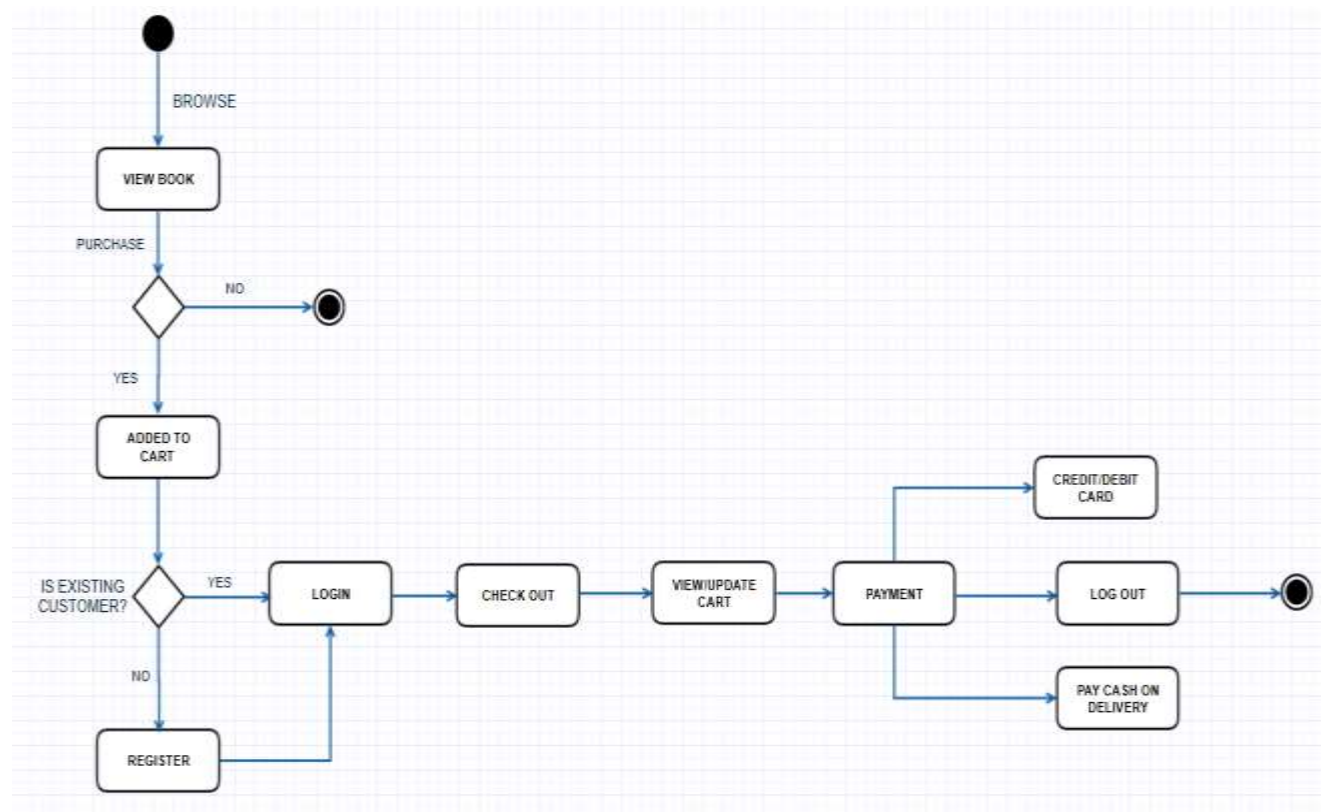 BROWSE
VIEW BOOK
PURCHASE
NO
YES
ADDED TO
CART
IS EXISTING
CUSTOMER?
YES
LOGIN
CHECK OUT
VIEW/UPDATE
CART
PAYMENT
CREDIT/DEBIT
CARD
LOG OUT
PAY CASH ON
DELIVERY
NO
REGISTER